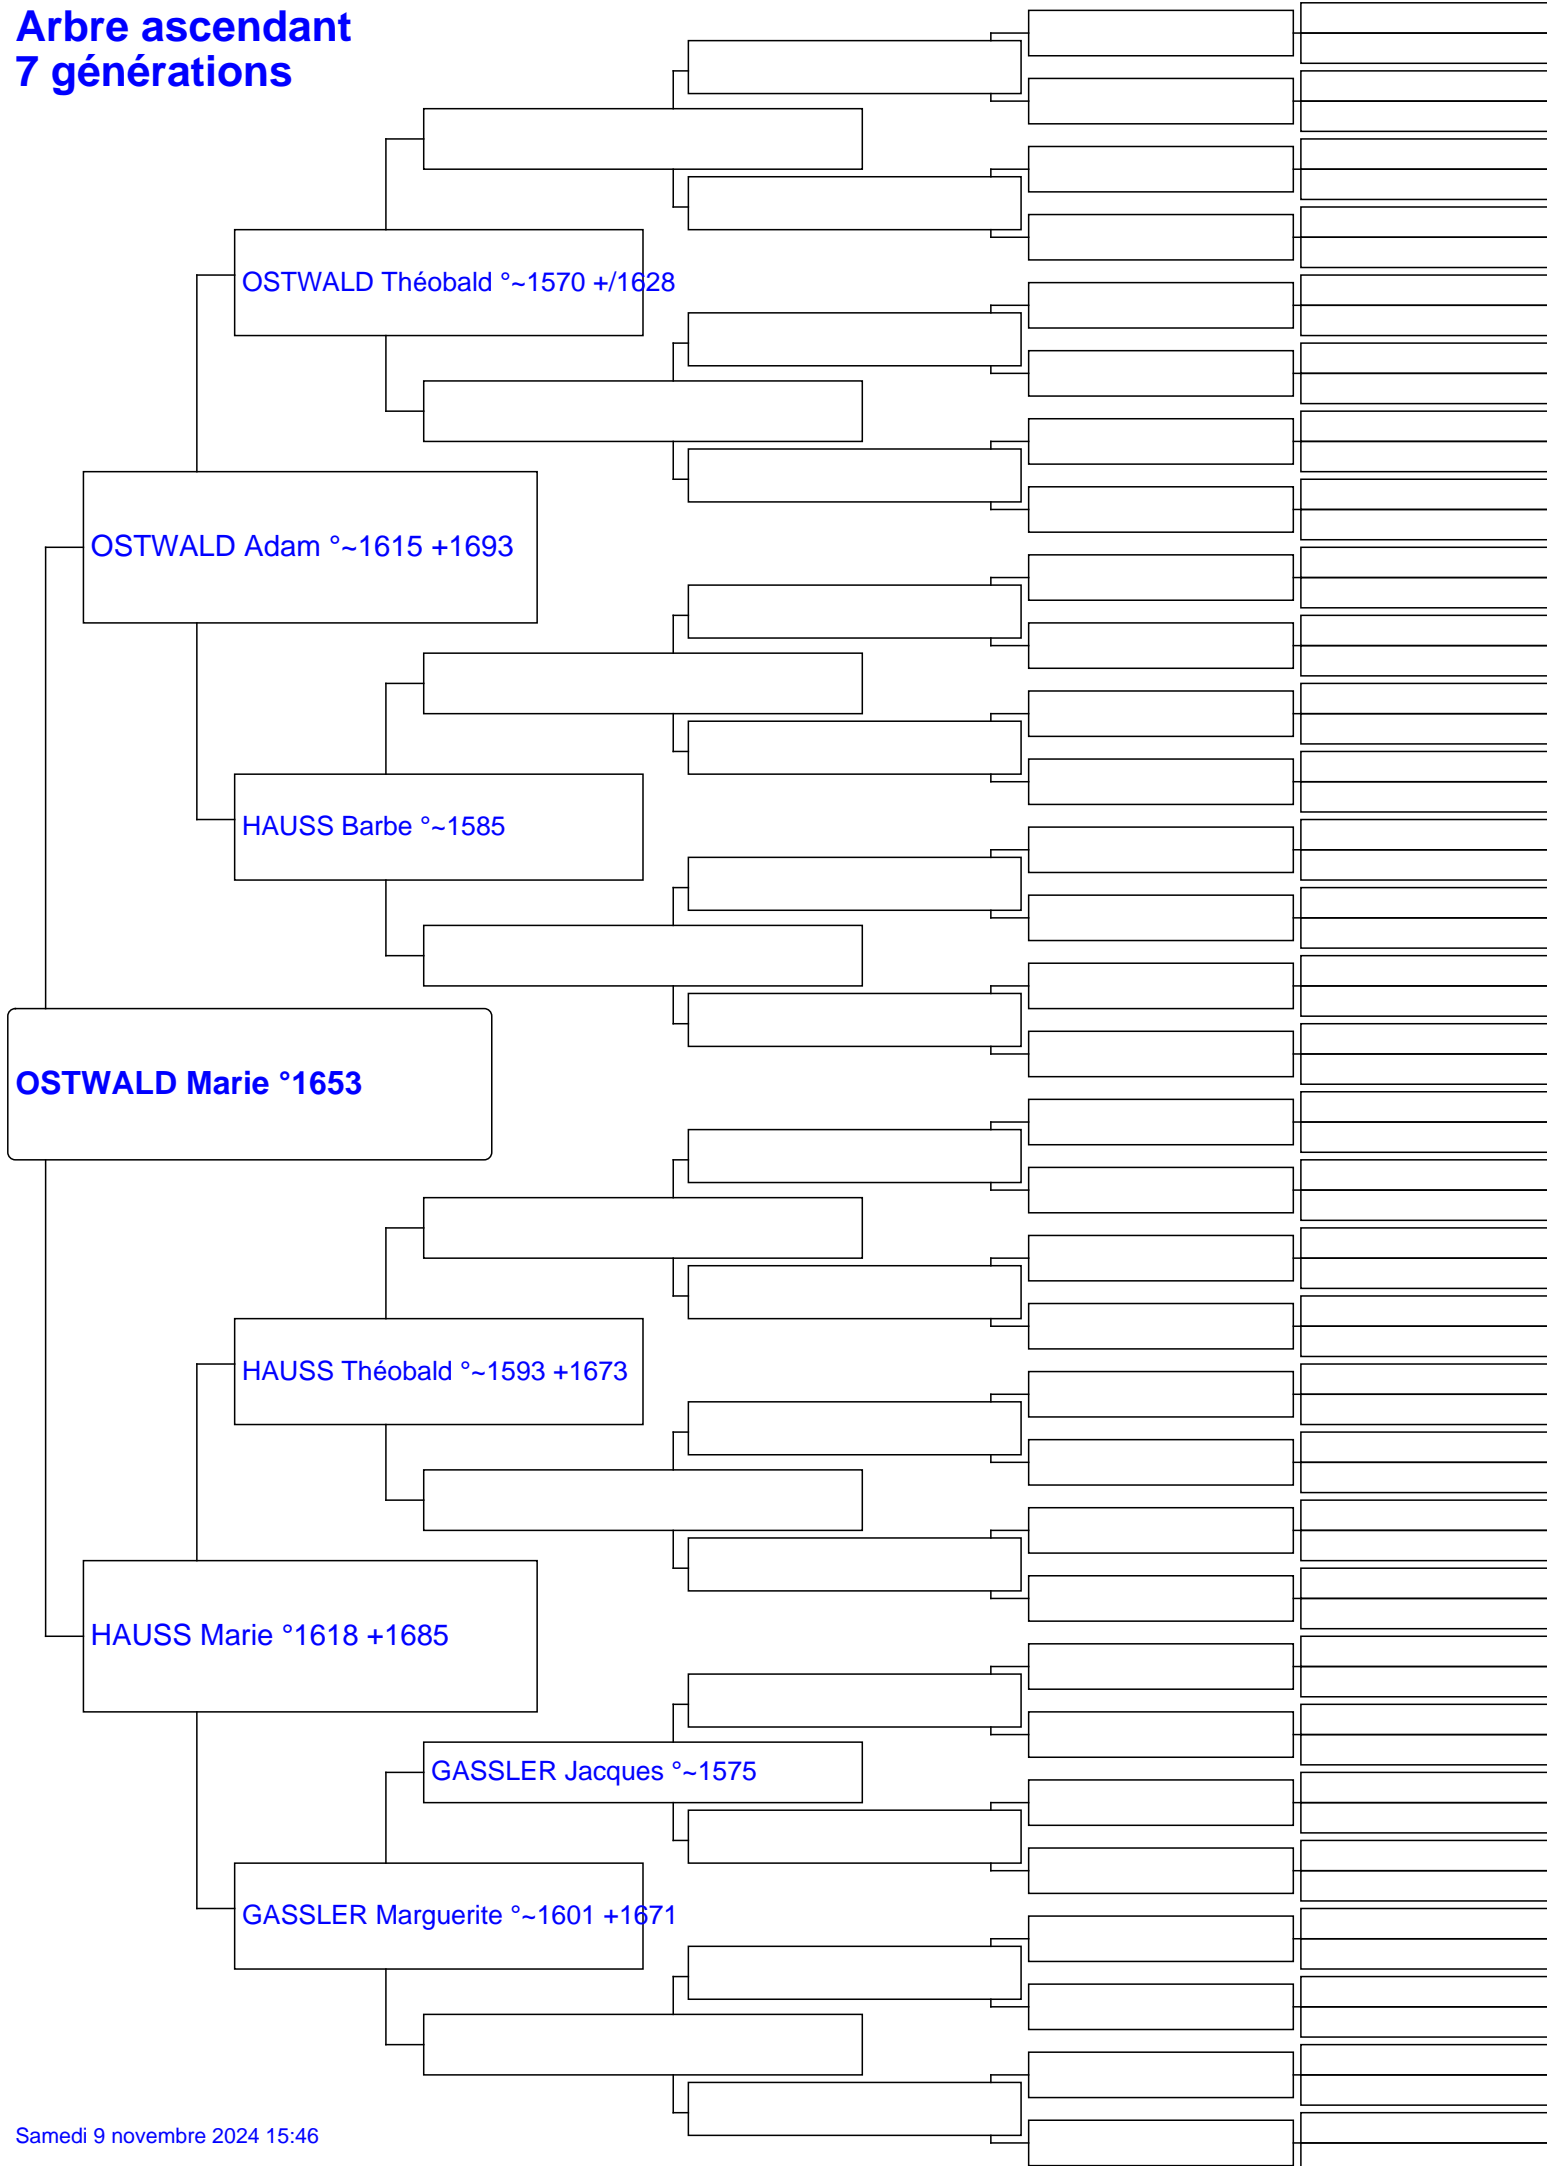 Arbre ascendant
7 générations
OSTWALD Théobald °~1570 +/1628
OSTWALD Adam °~1615 +1693
HAUSS Barbe °~1585
OSTWALD Marie °1653
HAUSS Théobald °~1593 +1673
HAUSS Marie °1618 +1685
GASSLER Jacques °~1575
GASSLER Marguerite °~1601 +1671
Samedi 9 novembre 2024 15:46